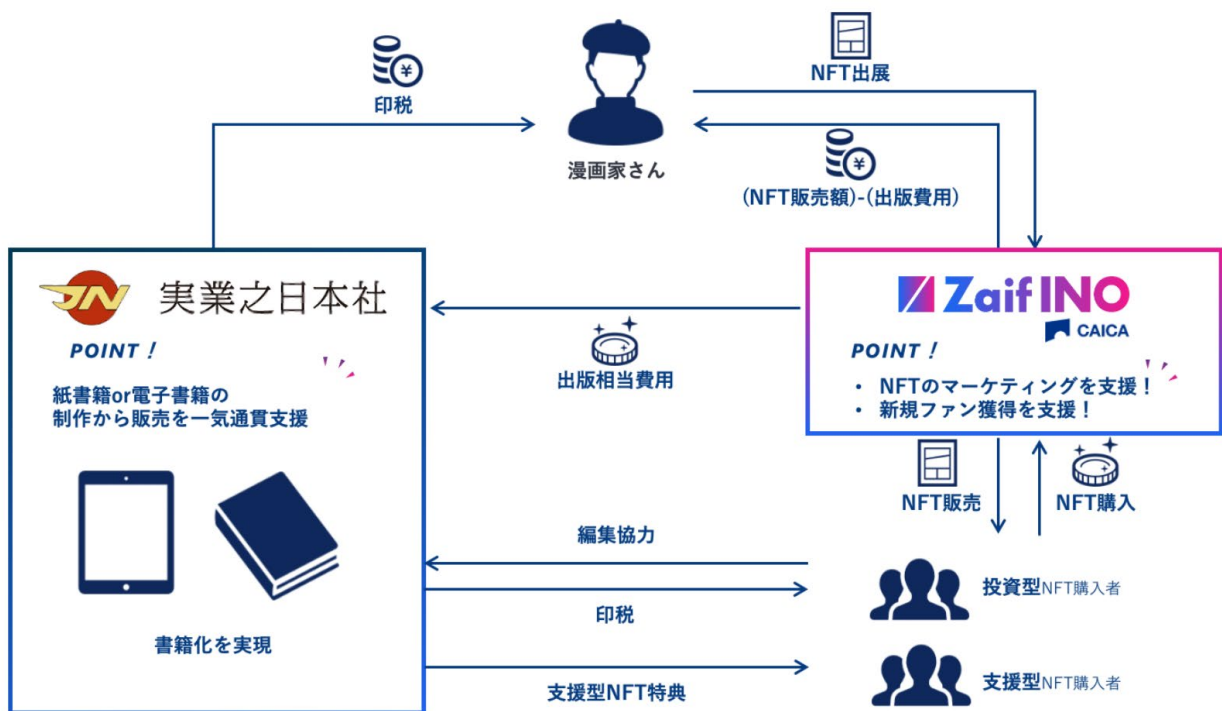 印税
NFT出展
漫画家さん
(NFT販売額)-(出版費用)
JN 実業之日本社
POINT！
紙書籍or電子書籍の
制作から販売を一気通貫支援
書籍化を実現
出版相当費用
Zaif INO
CAICA
POINT！
・ NFTのマーケティングを支援！
・ 新規ファン獲得を支援！
NFT販売
NFT購入
編集協力
印税
投資型NFT購入者
支援型NFT特典
支援型NFT購入者